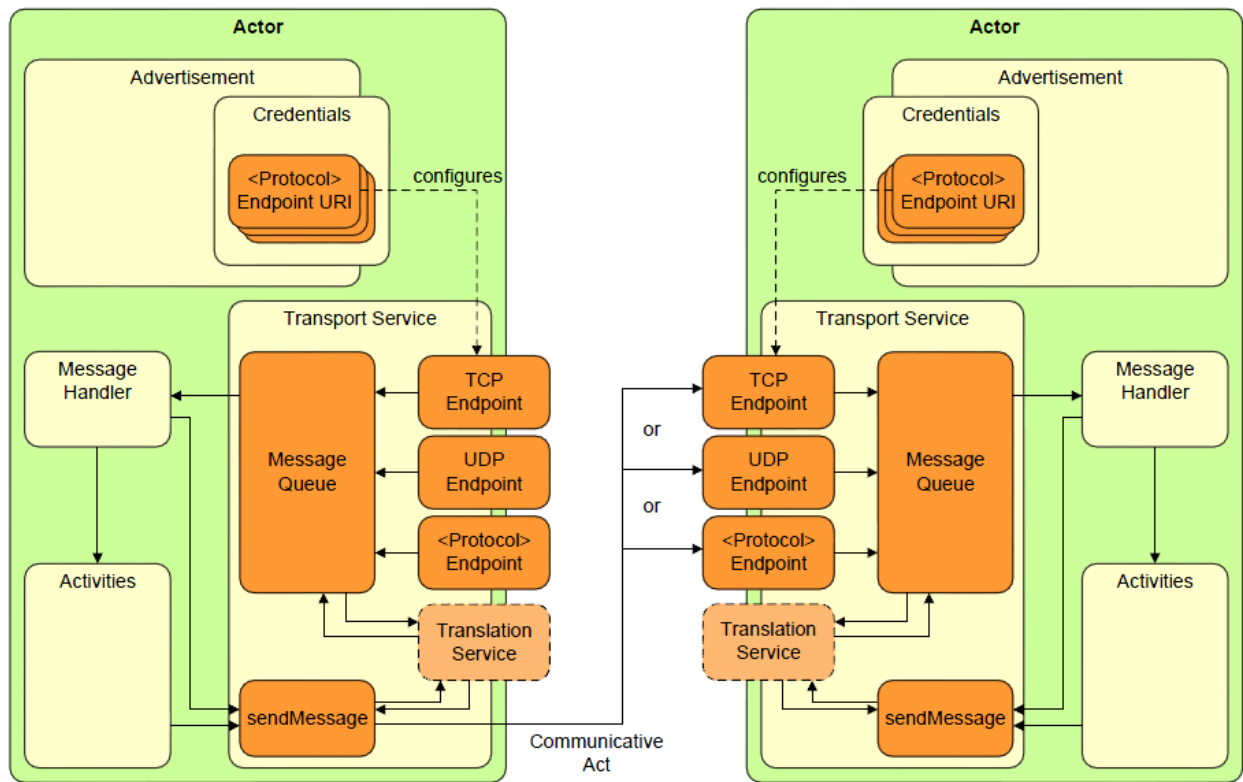 Actor
Advertisement
Credentials
<Protocol>
Endpoint URI
configures
Transport Service
Message
Handler
Message
Queue
TCP
Endpoint
UDP
Endpoint
<Protocol>
Endpoint
Activities
Translation
Service
sendMessage
or
or
Communicative
Act
Actor
Advertisement
Credentials
configures
<Protocol>
Endpoint URI
Transport Service
TCP
Endpoint
UDP
Endpoint
<Protocol>
Endpoint
Message
Queue
Message
Handler
Activities
Translation
Service
sendMessage